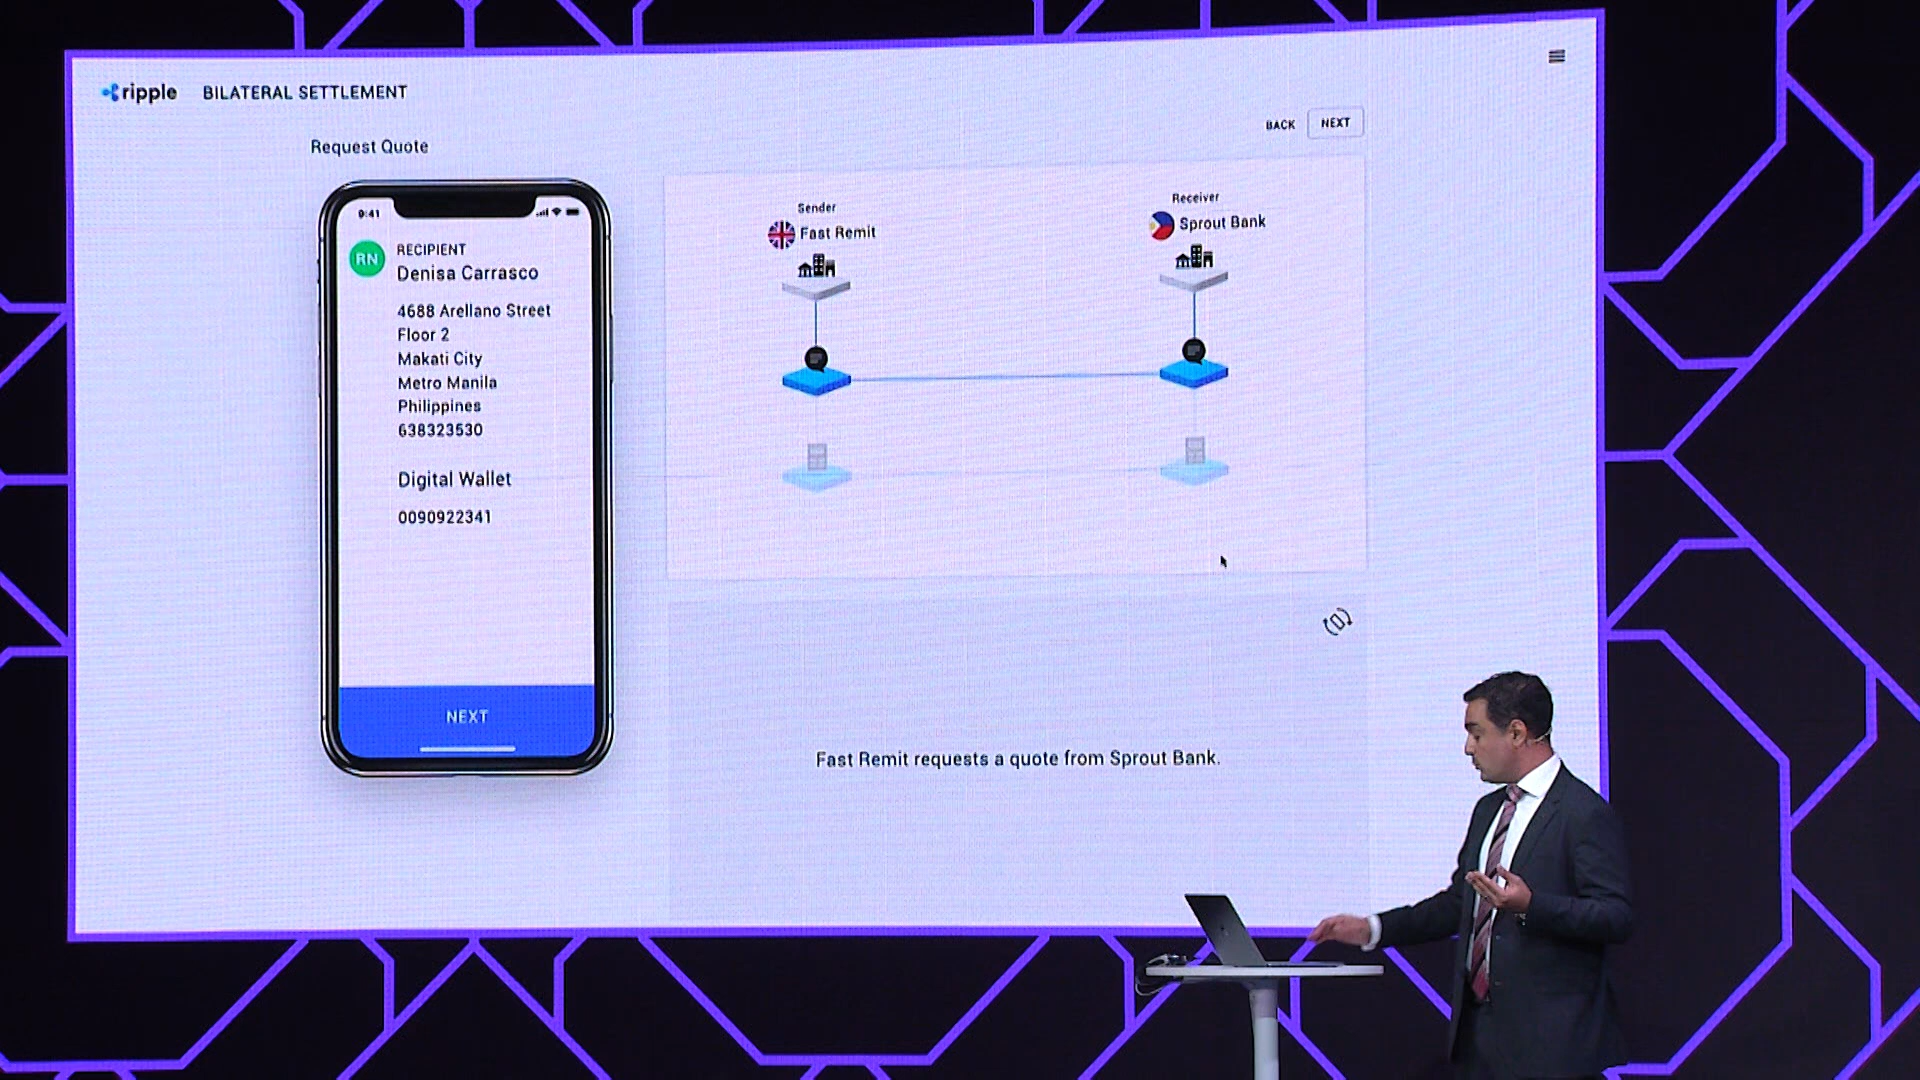 ripple BILATERAL SETTLEMENT
BACK NEXT
Request Quote
9:41
RN
RECIPIENT
Denisa Carrasco
4688 Arellano Street
Floor 2
Makati City
Metro Manila
Philippines
638323530
Digital Wallet
0090922341
NEXT
Sender
Fast Remit
Receiver
Sprout Bank
Fast Remit requests a quote from Sprout Bank.